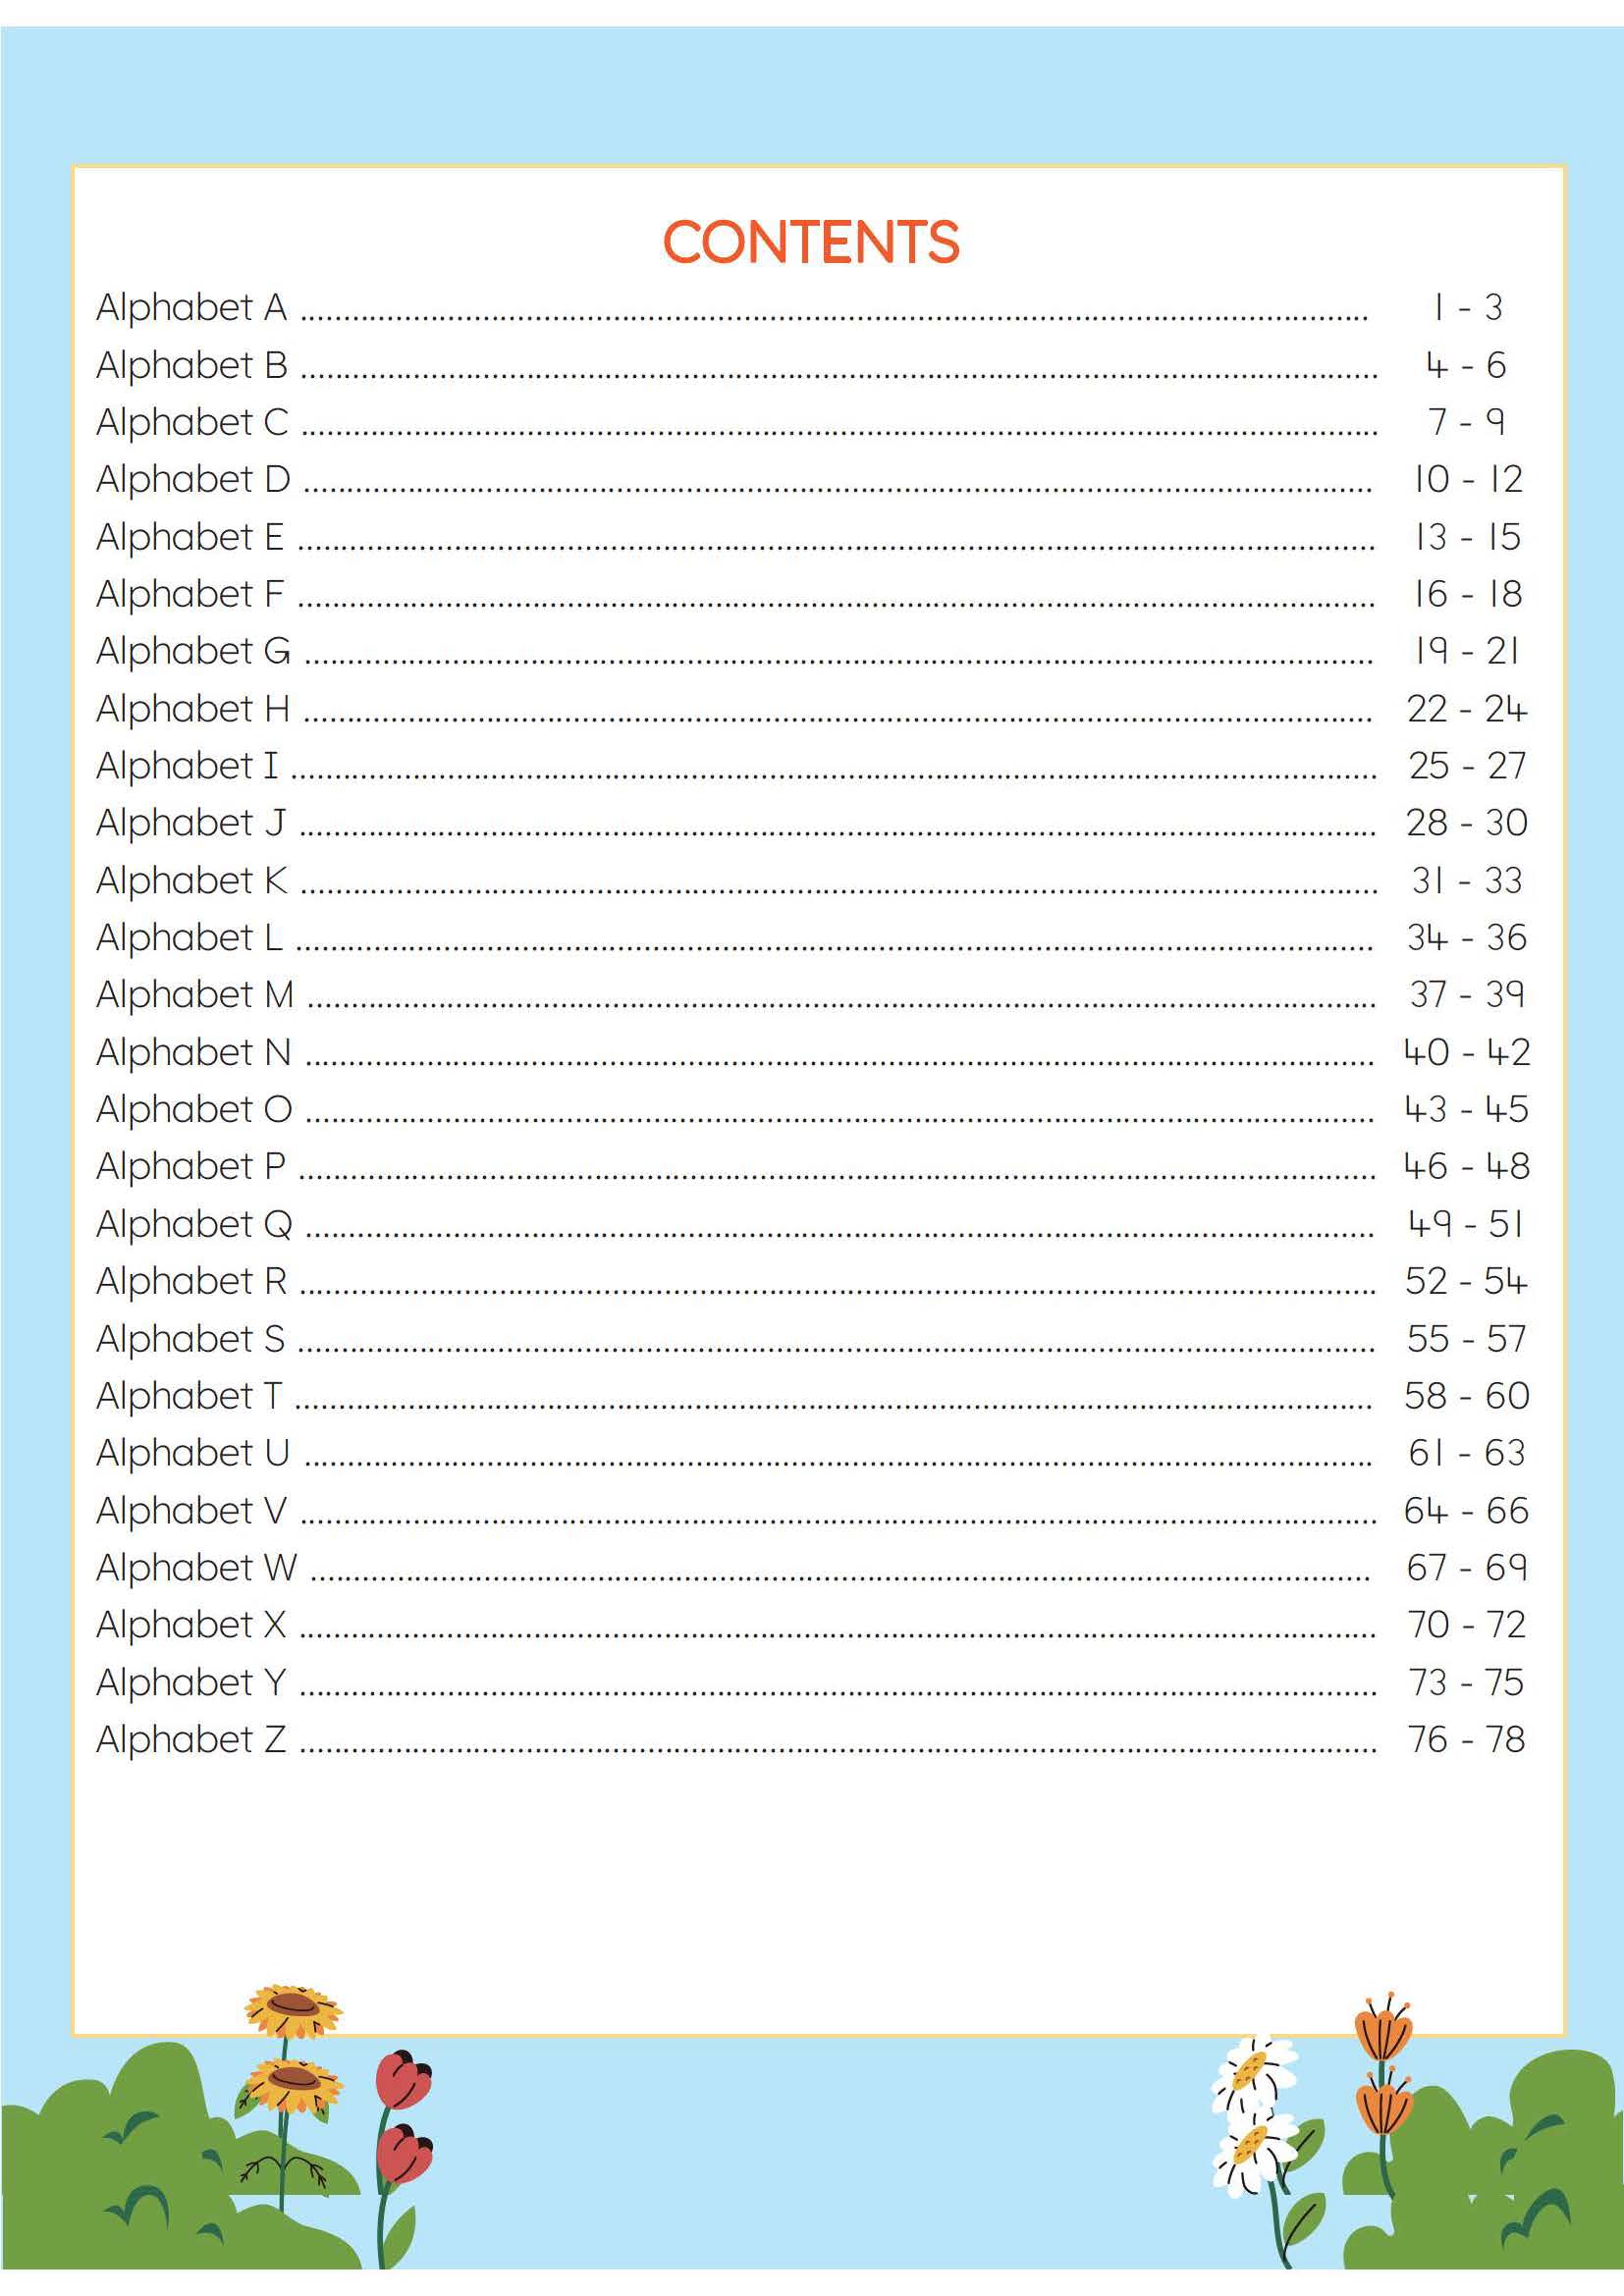 CONTENTS
Alphabet A ........................................................................................................................... 1 - 3
Alphabet B ........................................................................................................................... 4 - 6
Alphabet C ........................................................................................................................... 7 - 9
Alphabet D ........................................................................................................................... 10 - 12
Alphabet E ........................................................................................................................... 13 - 15
Alphabet F ........................................................................................................................... 16 - 18
Alphabet G ........................................................................................................................... 19 - 21
Alphabet H ........................................................................................................................... 22 - 24
Alphabet I ........................................................................................................................... 25 - 27
Alphabet J ........................................................................................................................... 28 - 30
Alphabet K ........................................................................................................................... 31 - 33
Alphabet L ........................................................................................................................... 34 - 36
Alphabet M ........................................................................................................................... 37 - 39
Alphabet N ........................................................................................................................... 40 - 42
Alphabet O ........................................................................................................................... 43 - 45
Alphabet P ........................................................................................................................... 46 - 48
Alphabet Q ........................................................................................................................... 49 - 51
Alphabet R ........................................................................................................................... 52 - 54
Alphabet S ........................................................................................................................... 55 - 57
Alphabet T ........................................................................................................................... 58 - 60
Alphabet U ........................................................................................................................... 61 - 63
Alphabet V ........................................................................................................................... 64 - 66
Alphabet W ........................................................................................................................... 67 - 69
Alphabet X ........................................................................................................................... 70 - 72
Alphabet Y ........................................................................................................................... 73 - 75
Alphabet Z ........................................................................................................................... 76 - 78